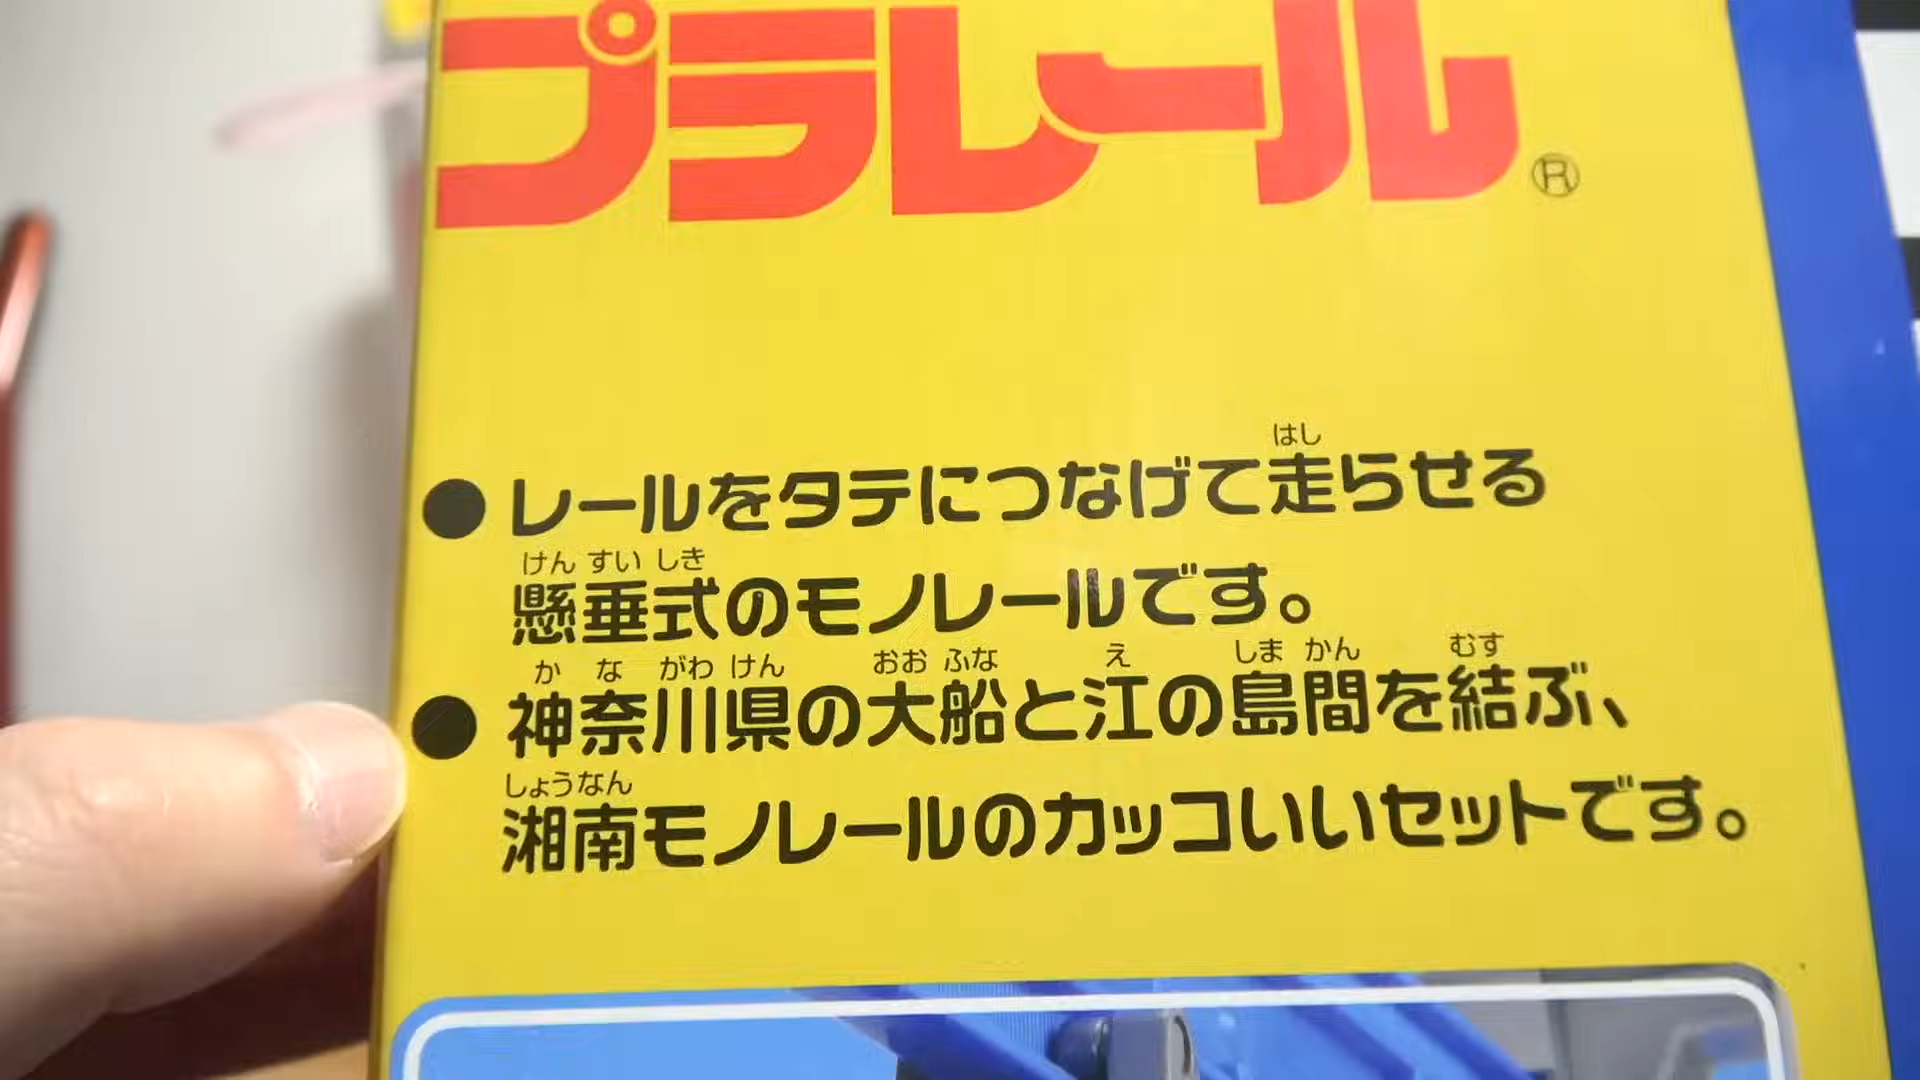 プラレール®
はし
●レールをタテにつなげて走らせる
けん すい しき
懸垂式のモノレールです。
か な がわ けん おお ふな え しま かん むす
●神奈川県の大船と江の島間を結ぶ、
しょうなん
湘南モノレールのカッコいいセットです。